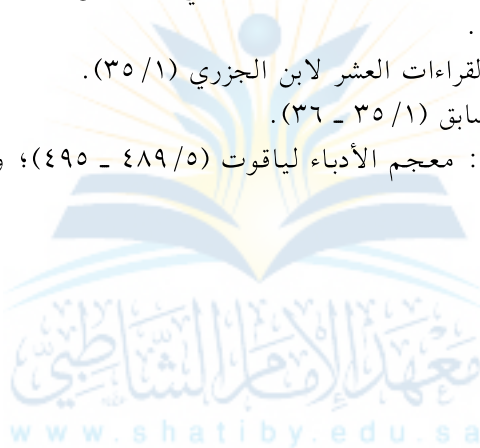 .
لقراءات العشر لابن الجزري (٣٥/١).
سابق (٣٥/١ ـ ٣٦).
: معجم الأدباء لياقوت (٤٨٩/٥ ـ ٤٩٥)؛ و
معهد الإمام الشاطبي
www.shatiby.edu.sa